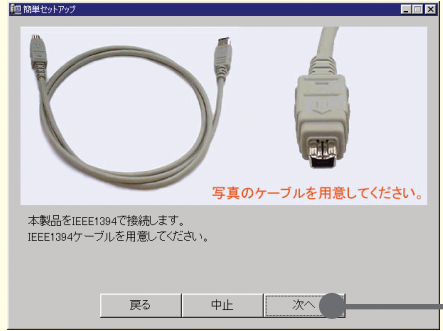 簡単セットアップ
写真のケーブルを用意してください。
本製品をIEEE1394で接続します。
IEEE1394ケーブルを用意してください。
戻る
中止
次へ